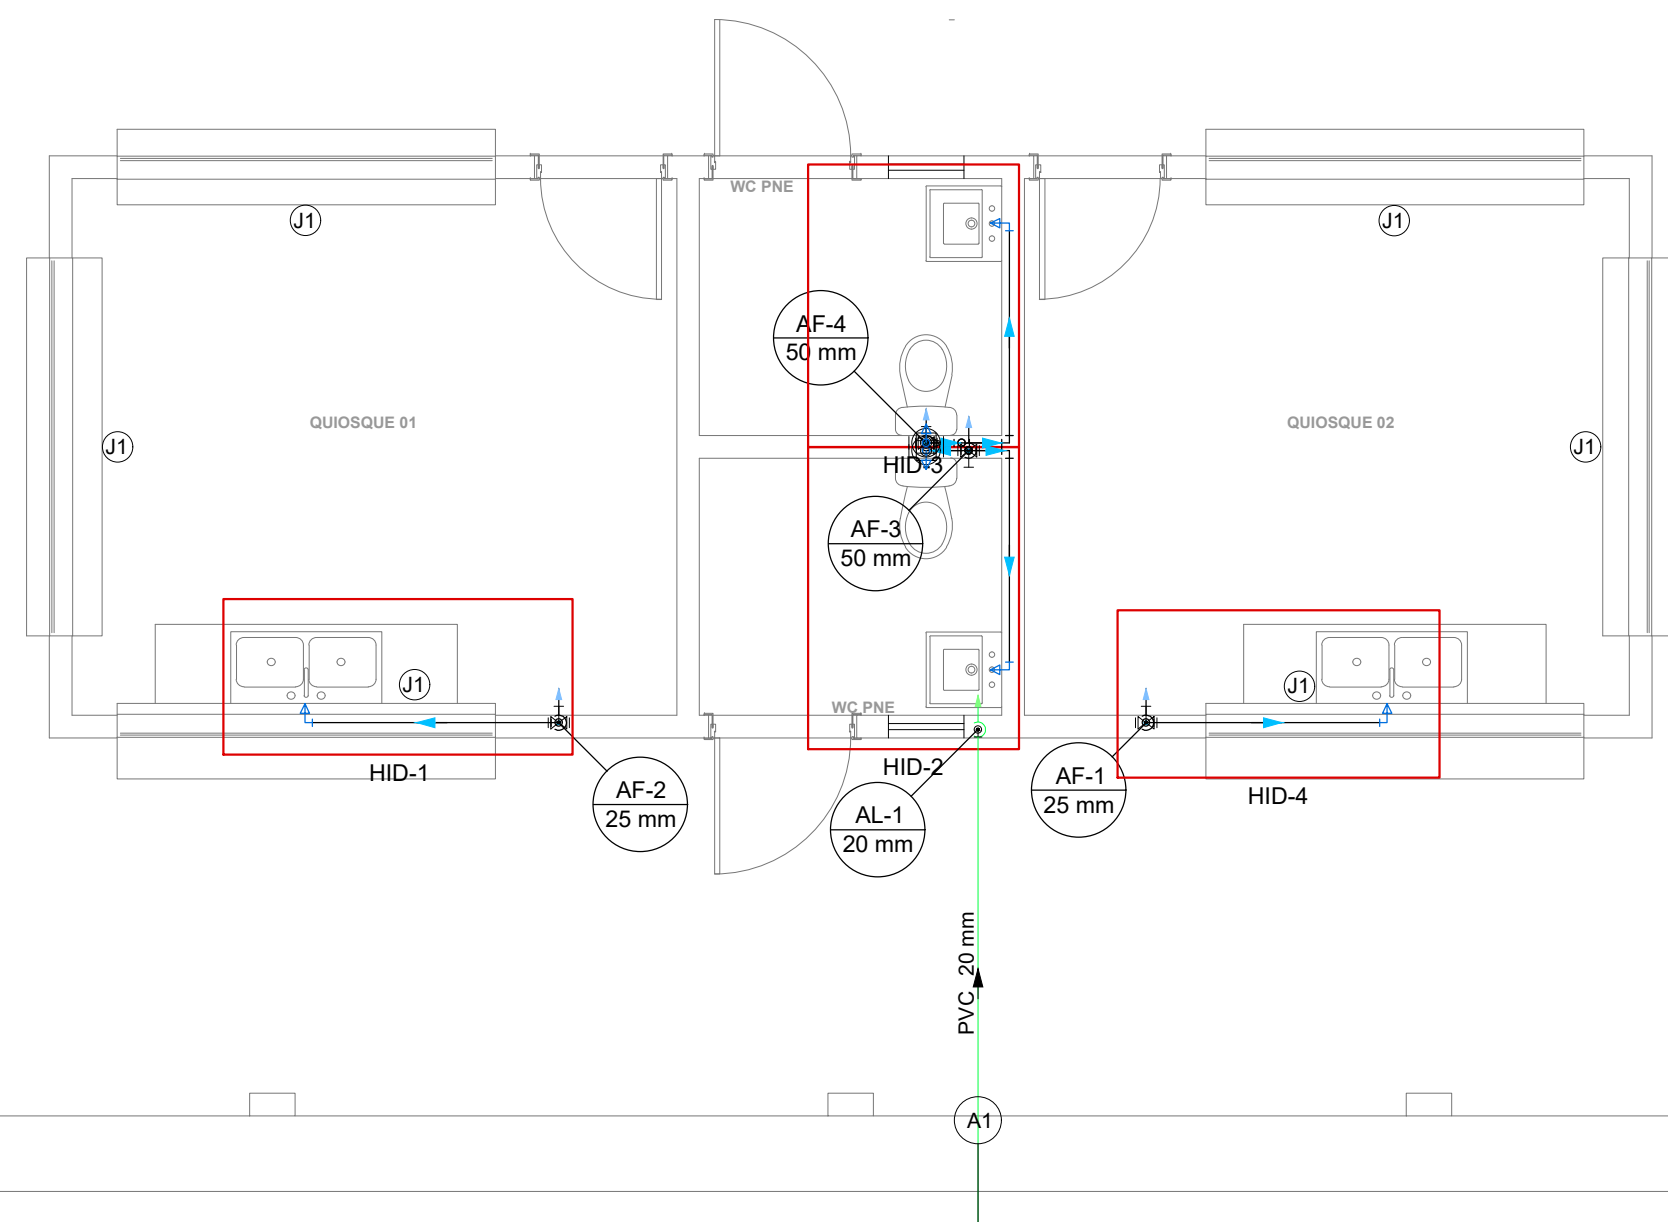 WC PNE
J1
J1
AF-4
50 mm
QUIOSQUE 01
QUIOSQUE 02
J1
J1
HID-3
AF-3
50 mm
J1
J1
WC PNE
HID-1
HID-2
AF-2
25 mm
AL-1
20 mm
AF-1
25 mm
HID-4
PVC 20 mm
A1